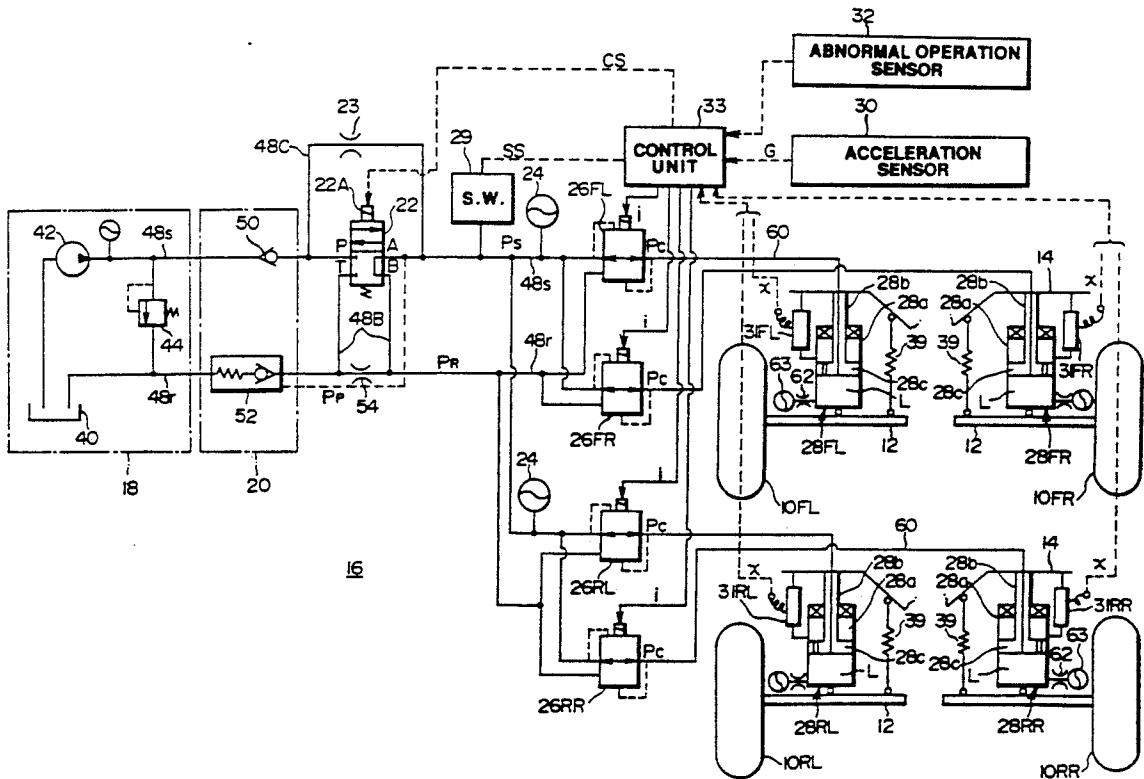 32
ABNORMAL OPERATION
SENSOR
CS
33
30
23
CONTROL
UNIT
G
ACCELERATION
SENSOR
48C
29
SS
24
22A
22
S.W.
26FL
i
42
48s
50
P
A
B
Ps
48s
Pc
60
14
x
28b
28b
28a
28a
x
31FL
31FR
44
48B
i
39
39
48r
PR
48r
Pc
28c
28c
63
62
L
L
40
52
PP
54
26FR
12
12
28FL
28FR
18
20
24
i
10FL
10FR
Pc
60
14
16
26RL
x
28b
28b
x
28a
28a
31RL
31RR
i
39
39
Pc
28c
28c
63
62
L
L
26RR
28RL
12
28RR
12
10RL
10RR